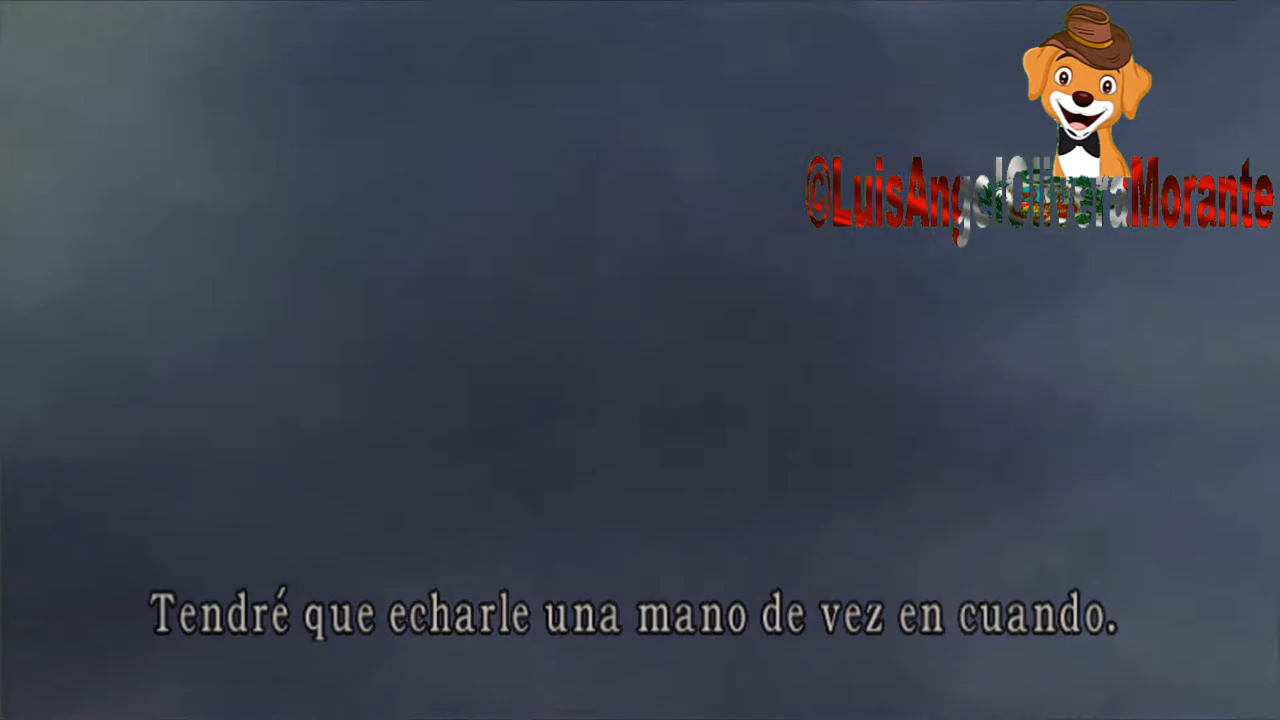 ©LuisAngelOliveraMorante
Tendré que echarle una mano de vez en cuando.